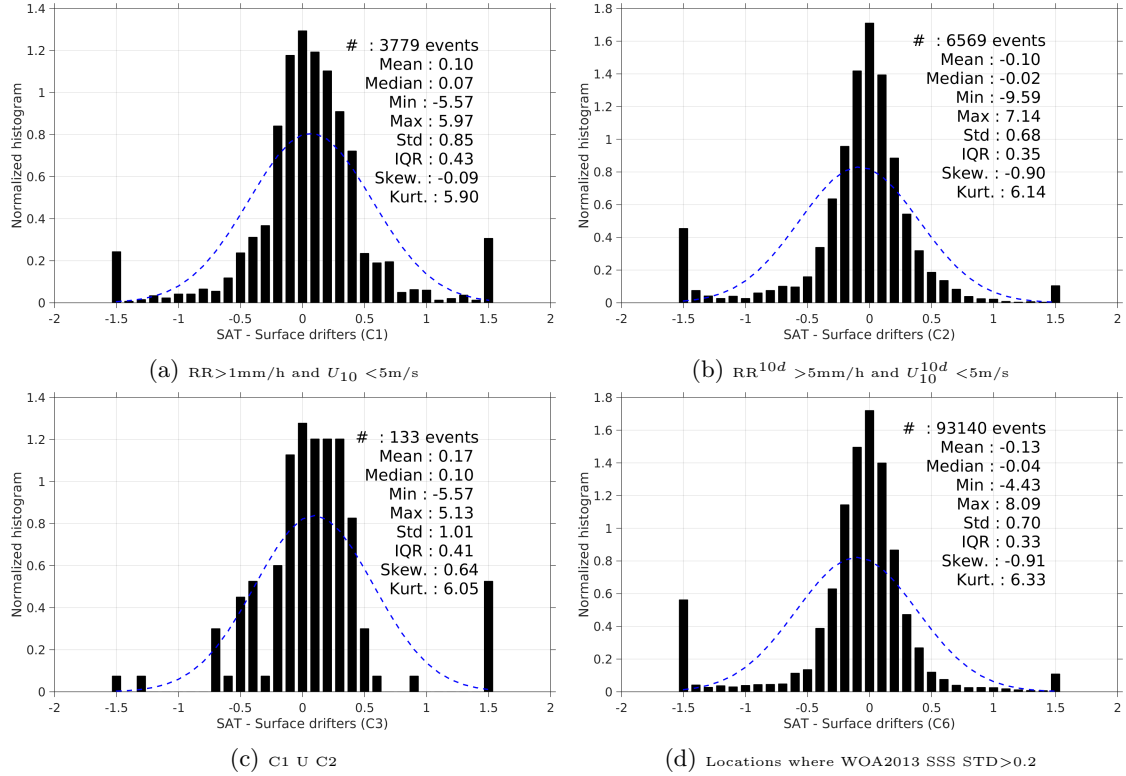 1.4
1.2
1
0.8
0.6
0.4
0.2
0
Normalized histogram
# : 3779 events
Mean : 0.10
Median : 0.07
Min : -5.57
Max : 5.97
Std : 0.85
IQR : 0.43
Skew. : -0.09
Kurt. : 5.90
-2 -1.5 -1 -0.5 0 0.5 1 1.5 2
SAT - Surface drifters (C1)
(a) RR>1mm/h and U10 <5m/s
1.8
1.6
1.4
1.2
1
0.8
0.6
0.4
0.2
0
Normalized histogram
# : 6569 events
Mean : -0.10
Median : -0.02
Min : -9.59
Max : 7.14
Std : 0.68
IQR : 0.35
Skew. : -0.90
Kurt. : 6.14
-2 -1.5 -1 -0.5 0 0.5 1 1.5 2
SAT - Surface drifters (C2)
(b) RR^10d >5mm/h and U10^10d <5m/s
1.4
1.2
1
0.8
0.6
0.4
0.2
0
Normalized histogram
# : 133 events
Mean : 0.17
Median : 0.10
Min : -5.57
Max : 5.13
Std : 1.01
IQR : 0.41
Skew. : 0.64
Kurt. : 6.05
-2 -1.5 -1 -0.5 0 0.5 1 1.5 2
SAT - Surface drifters (C3)
(c) C1 U C2
1.8
1.6
1.4
1.2
1
0.8
0.6
0.4
0.2
0
Normalized histogram
# : 93140 events
Mean : -0.13
Median : -0.04
Min : -4.43
Max : 8.09
Std : 0.70
IQR : 0.33
Skew. : -0.91
Kurt. : 6.33
-2 -1.5 -1 -0.5 0 0.5 1 1.5 2
SAT - Surface drifters (C6)
(d) Locations where WOA2013 SSS STD>0.2